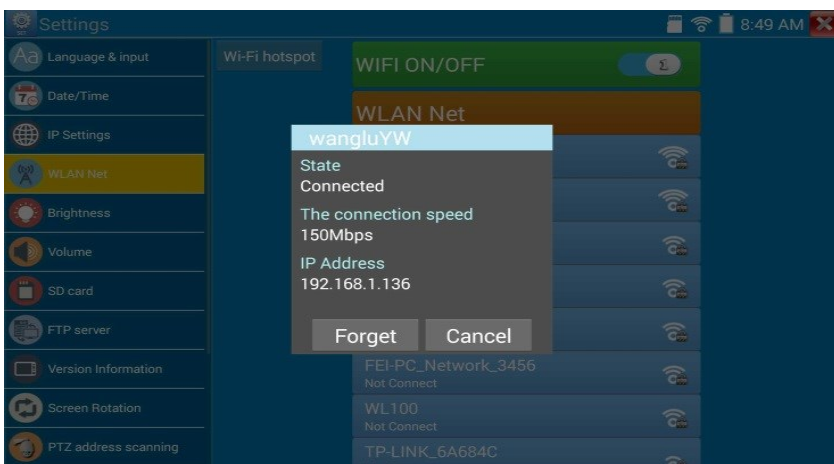 Settings
8:49 AM
SET
Aa
Language & input
Date/Time
IP Settings
WLAN Net
Brightness
Volume
SD card
FTP server
Version Information
Screen Rotation
PTZ address scanning
Wi-Fi hotspot
WIFI ON/OFF
WLAN Net
wangluYW
State
Connected
The connection speed
150Mbps
IP Address
192.168.1.136
Forget
Cancel
FEI-PC_Network_3456
Not Connect
WL100
Not Connect
TP-LINK_6A684C